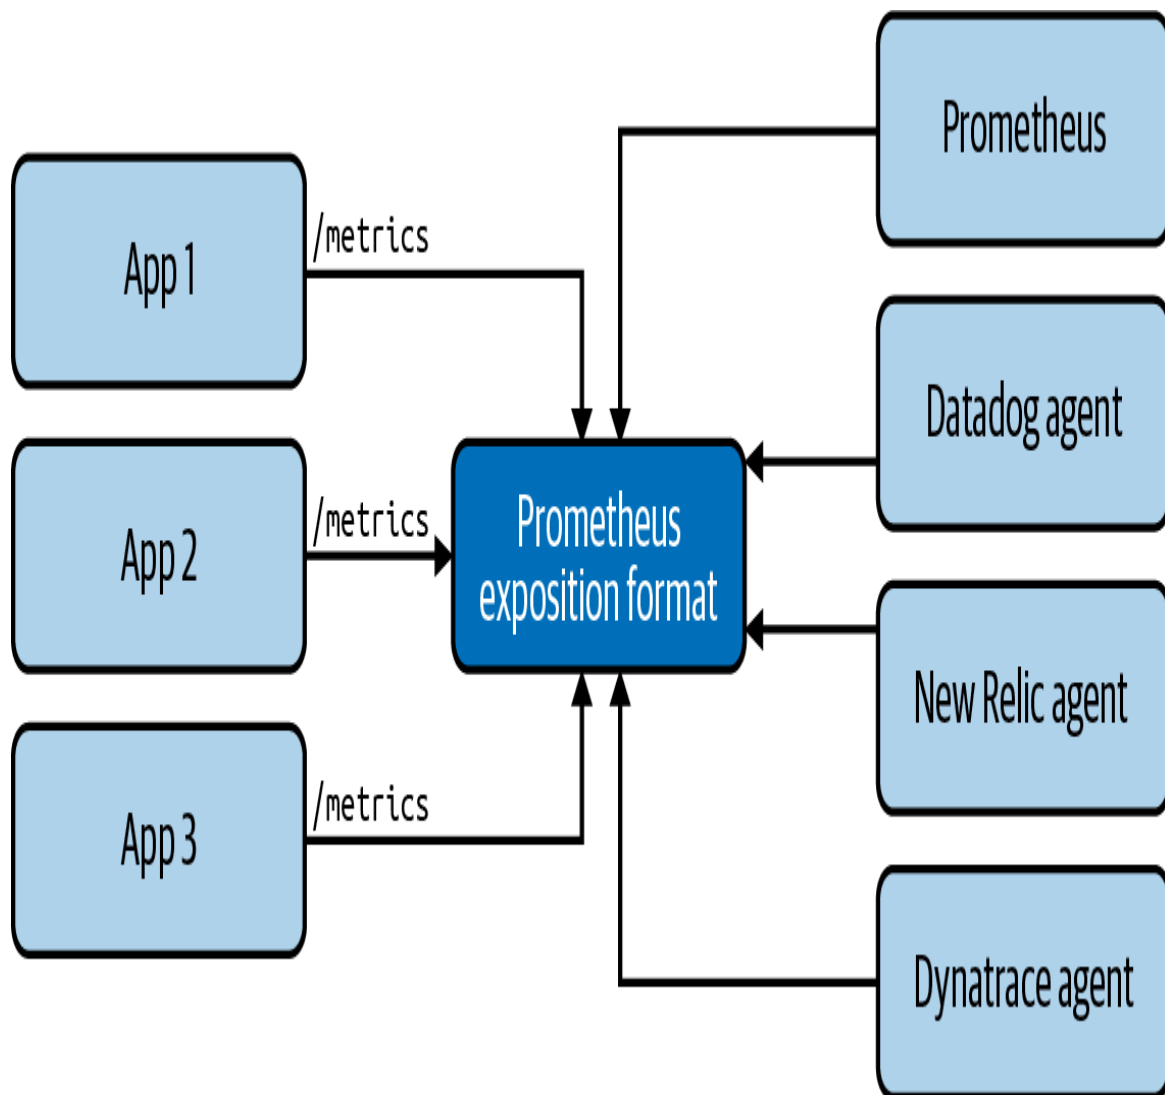 App 1
/metrics
App 2
/metrics
App 3
/metrics
Prometheus
exposition format
Prometheus
Datadog agent
New Relic agent
Dynatrace agent